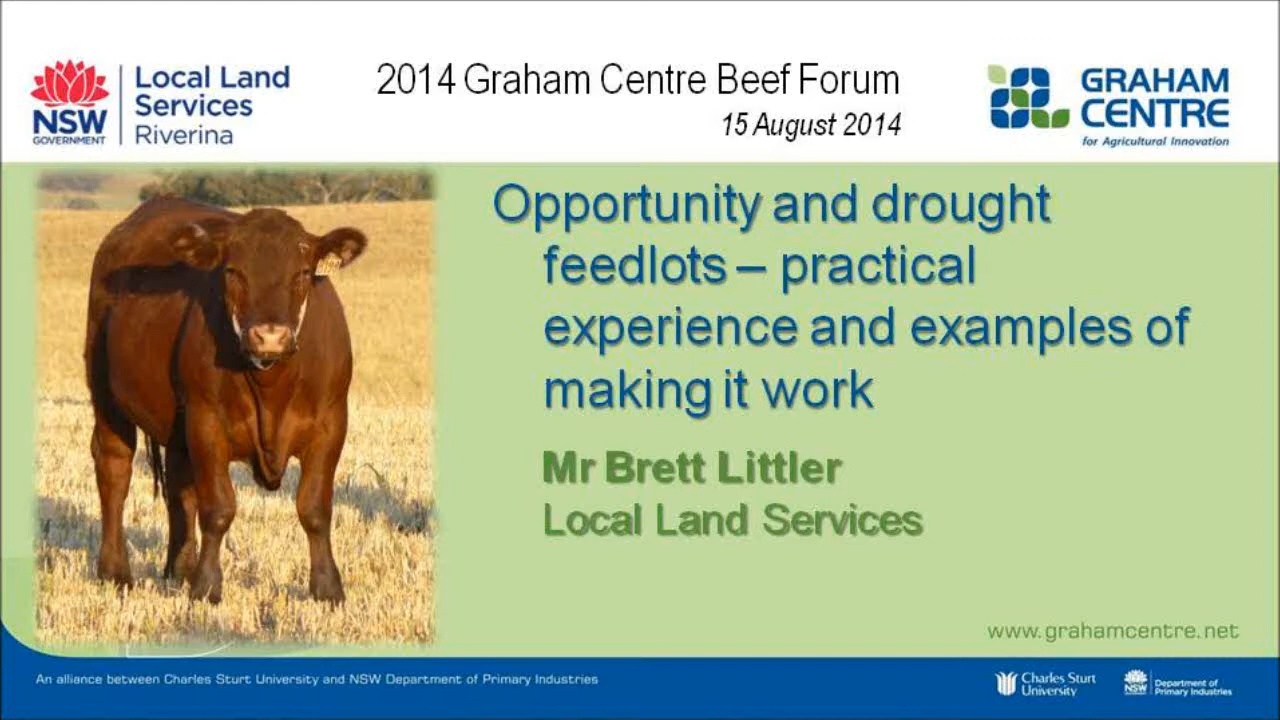 NSW
GOVERNMENT
Local Land
Services
Riverina
2014 Graham Centre Beef Forum
15 August 2014
GRAHAM
CENTRE
for Agricultural Innovation
Opportunity and drought
feedlots – practical
experience and examples of
making it work
Mr Brett Littler
Local Land Services
www.grahamcentre.net
An alliance between Charles Sturt University and NSW Department of Primary Industries
Charles Sturt
University
NSW
Department of
Primary Industries